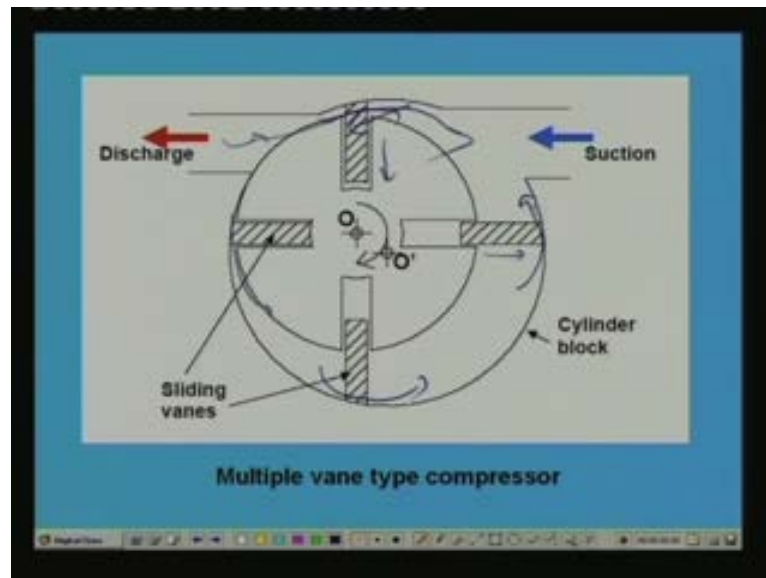 Discharge
Suction
O
O'
Cylinder
block
Sliding
vanes
Multiple vane type compressor